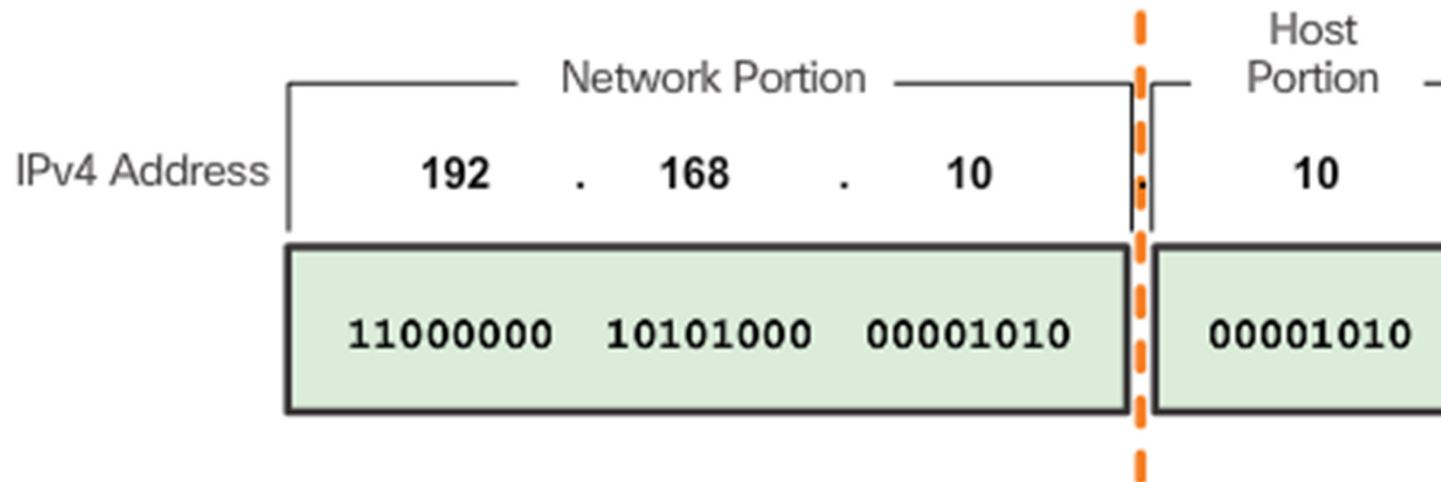 Host
Network Portion Portion
IPv4 Address 192 . 168 . 10 . 10
11000000 10101000 00001010 00001010